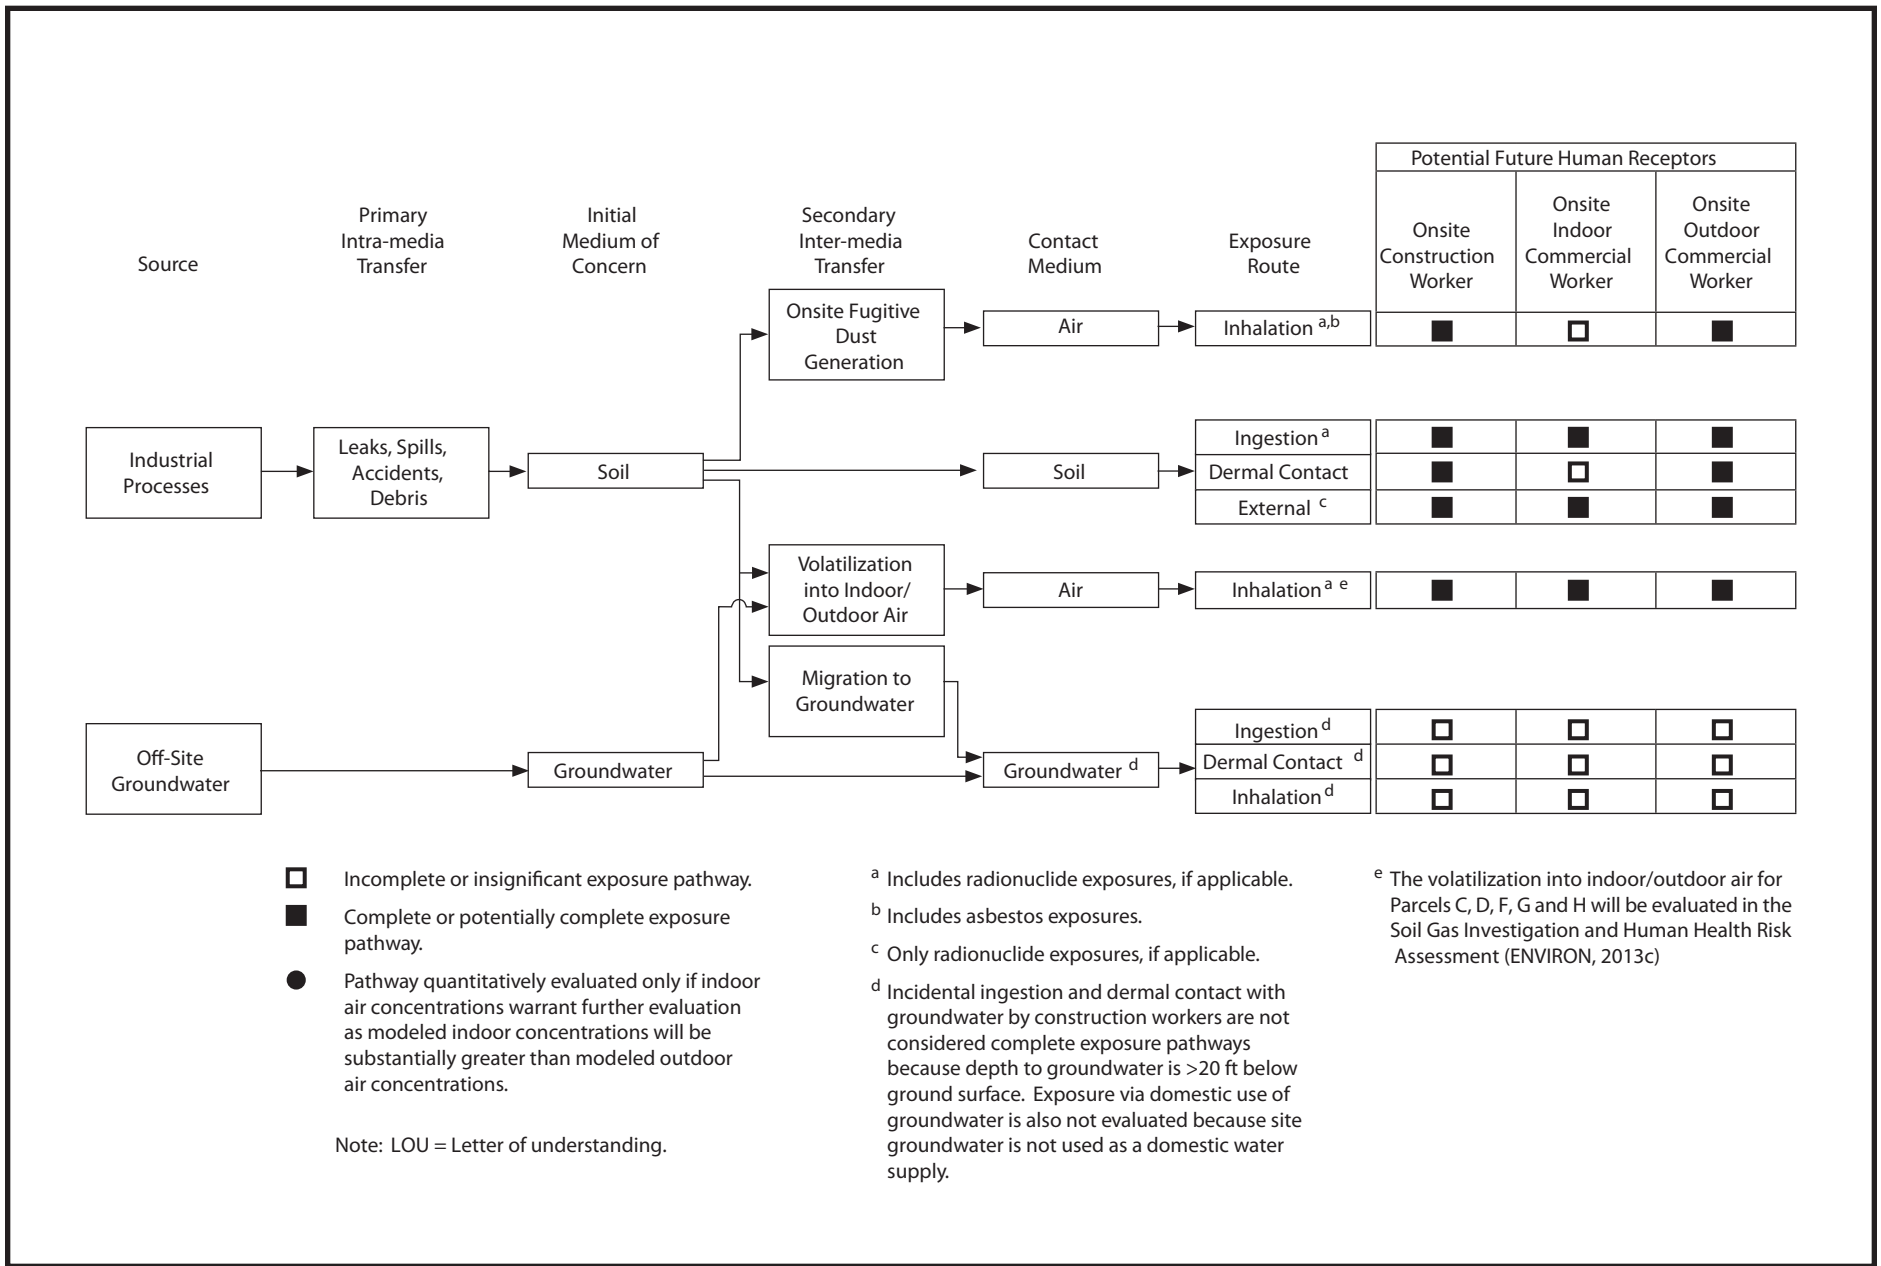 Potential Future Human Receptors
Source
Primary
Intra-media
Transfer
Initial
Medium of
Concern
Secondary
Inter-media
Transfer
Contact
Medium
Exposure
Route
Onsite
Construction
Worker
Onsite
Indoor
Commercial
Worker
Onsite
Outdoor
Commercial
Worker
Onsite Fugitive
Dust
Generation
Air
Inhalation a,b
Industrial
Processes
Leaks, Spills,
Accidents,
Debris
Soil
Soil
Ingestion a
Dermal Contact
External c
Volatilization
into Indoor/
Outdoor Air
Air
Inhalation a e
Migration to
Groundwater
Off-Site
Groundwater
Groundwater
Groundwater d
Ingestion d
Dermal Contact d
Inhalation d
Incomplete or insignificant exposure pathway.
Complete or potentially complete exposure
pathway.
Pathway quantitatively evaluated only if indoor
air concentrations warrant further evaluation
as modeled indoor concentrations will be
substantially greater than modeled outdoor
air concentrations.
Note: LOU = Letter of understanding.
a Includes radionuclide exposures, if applicable.
b Includes asbestos exposures.
c Only radionuclide exposures, if applicable.
d Incidental ingestion and dermal contact with
groundwater by construction workers are not
considered complete exposure pathways
because depth to groundwater is >20 ft below
ground surface. Exposure via domestic use of
groundwater is also not evaluated because site
groundwater is not used as a domestic water
supply.
e The volatilization into indoor/outdoor air for
Parcels C, D, F, G and H will be evaluated in the
Soil Gas Investigation and Human Health Risk
Assessment (ENVIRON, 2013c)